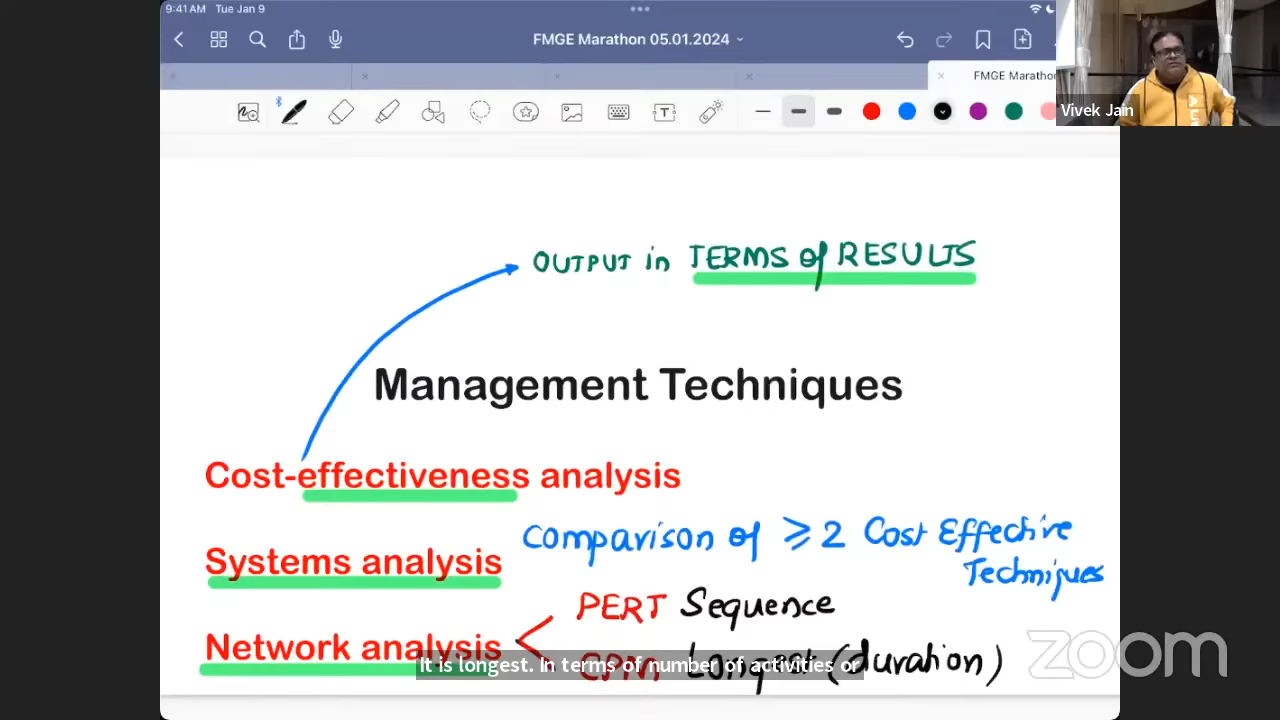 9:41 AM Tue Jan 9
FMGE Marathon 05.01.2024
FMGE Marathon
Vivek Jain
OUTPUT in TERMS of RESULTS
Management Techniques
Cost-effectiveness analysis
Comparison of ≥ 2 Cost Effective
Techniques
Systems analysis
PERT Sequence
Network analysis
CPM Longest (duration)
It is longest. In terms of number of activities or
zoom